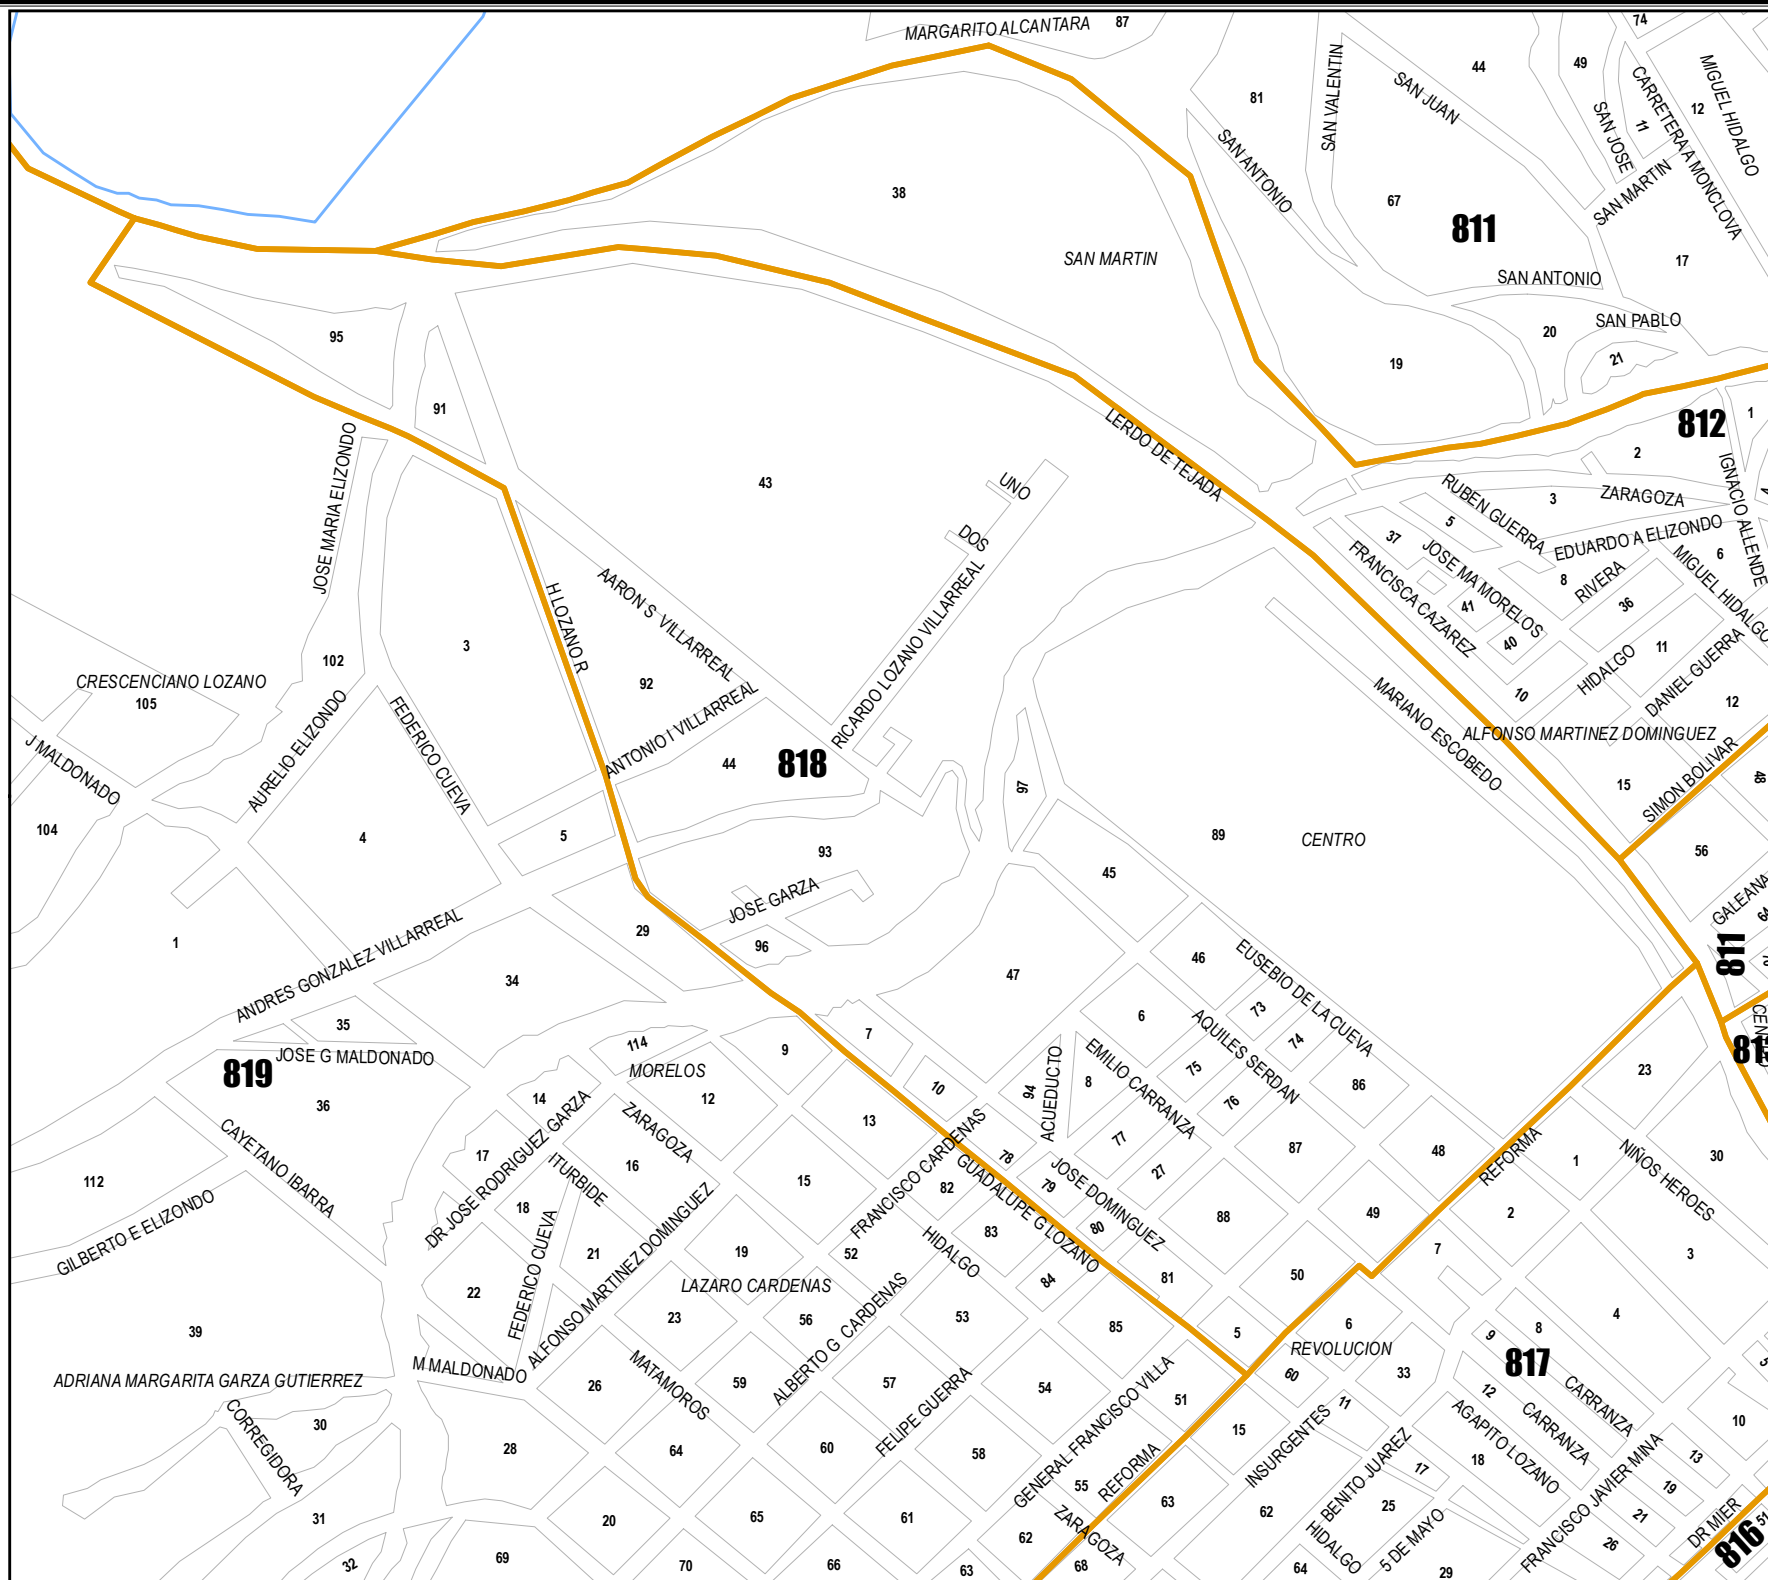 MARGARITO ALCANTARA
87
74
44
49
SAN VALENTIN
SAN JUAN
81
CARRETERA A MONCLOVA
MIGUEL HIDALGO
12
11
SAN JOSE
SAN ANTONIO
SAN MARTIN
38
67
811
SAN MARTIN
17
SAN ANTONIO
SAN PABLO
20
21
95
19
91
812
1
2
LERDO DE TEJADA
JOSE MARIA ELIZONDO
43
UNO
DOS
RUBEN GUERRA
ZARAGOZA
3
4
IGNACIO ALLENDE
5
EDUARDO A ELIZONDO
37
JOSE MA MORELOS
6
FRANCISCA CAZAREZ
8
RIVERA
MIGUEL HIDALGO
41
36
40
H LOZANO R
AARON S VILLARREAL
RICARDO LOZANO VILLARREAL
3
11
HIDALGO
DANIEL GUERRA
102
CRESCENCIANO LOZANO
105
92
10
12
AURELIO ELIZONDO
FEDERICO CUEVA
ANTONIO I VILLARREAL
MARIANO ESCOBEDO
ALFONSO MARTINEZ DOMINGUEZ
J MALDONADO
44
818
SIMON BOLIVAR
15
48
97
104
4
5
89
CENTRO
93
56
45
GALEANA
64
JOSE GARZA
1
29
96
ANDRES GONZALEZ VILLARREAL
46
EUSEBIO DE LA CUEVA
811
34
47
73
6
AQUILES SERDAN
35
7
74
JOSE G MALDONADO
114
9
EMILIO CARRANZA
819
MORELOS
75
86
23
ACUEDUCTO
8
94
10
36
14
12
76
DR JOSE RODRIGUEZ GARZA
ZARAGOZA
13
FRANCISCO CARDENAS
77
CAYETANO IBARRA
17
ITURBIDE
16
78
87
48
REFORMA
NIÑOS HEROES
30
1
GUADALUPE G LOZANO
JOSE DOMINGUEZ
27
112
15
82
79
18
88
49
2
GILBERTO E ELIZONDO
FEDERICO CUEVA
21
ALFONSO MARTINEZ DOMINGUEZ
19
52
HIDALGO
83
80
7
3
LAZARO CARDENAS
84
81
50
22
ALBERTO G CARDENAS
23
56
53
85
5
6
8
4
39
9
REVOLUCION
817
M MALDONADO
MATAMOROS
ADRIANA MARGARITA GARZA GUTIERREZ
26
59
57
54
60
33
12
CARRANZA
FELIPE GUERRA
GENERAL FRANCISCO VILLA
51
11
AGAPITO LOZANO
CARRANZA
CORREGIDORA
30
15
INSURGENTES
10
28
64
60
58
BENITO JUAREZ
FRANCISCO JAVIER MINA
13
18
17
REFORMA
55
19
31
20
65
61
63
25
62
21
62
ZARAGOZA
HIDALGO
5 DE MAYO
26
DR MIER
816
51
32
69
70
66
63
68
64
29